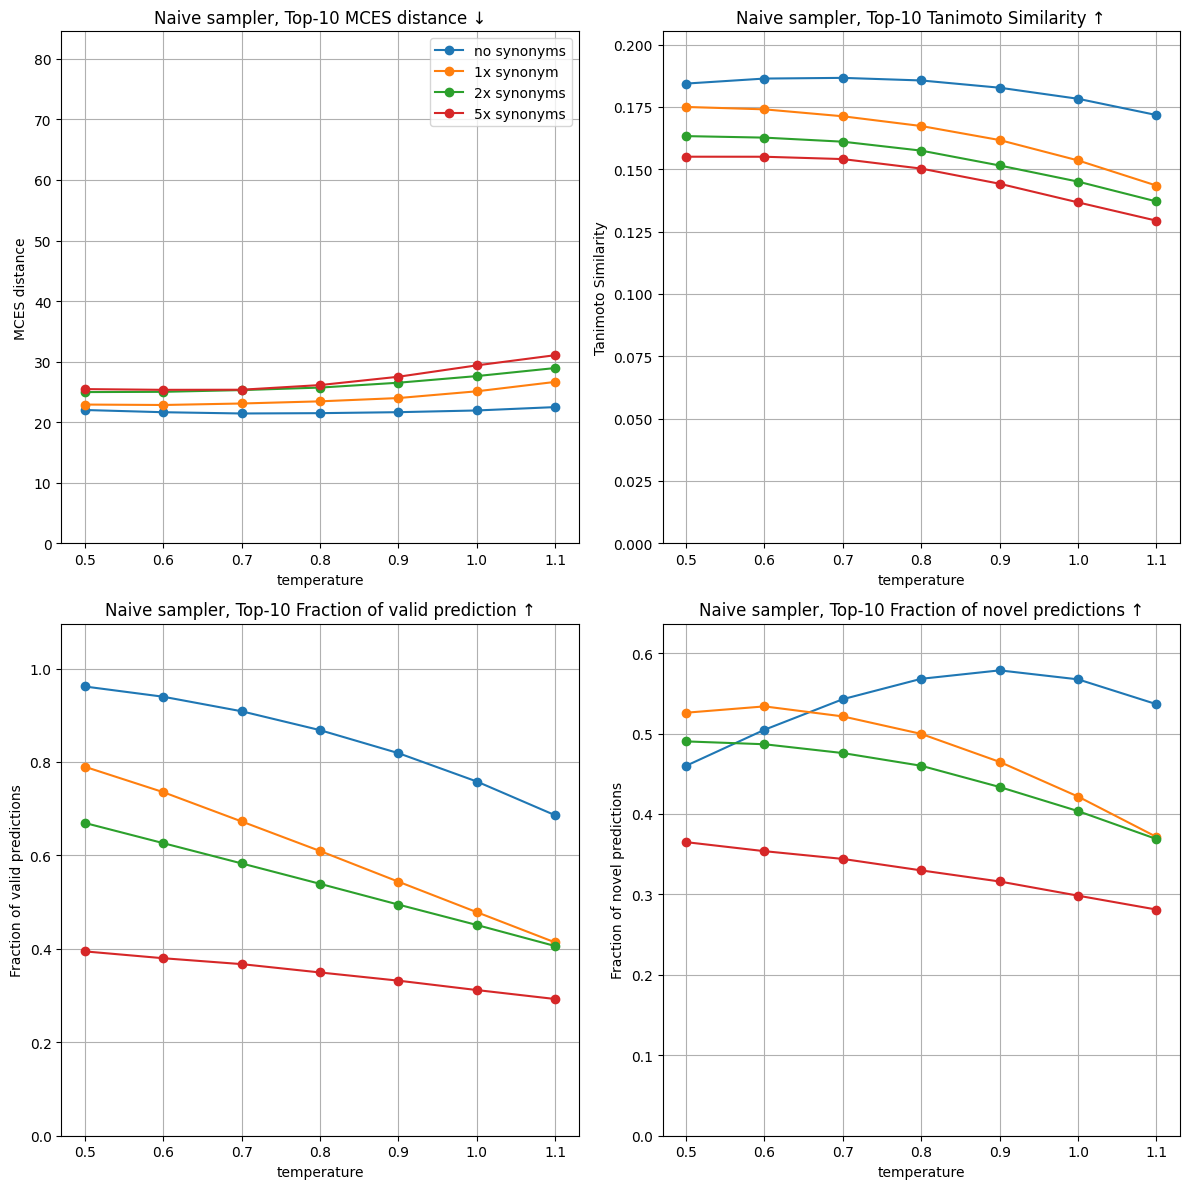 Naive sampler, Top-10 MCES distance ↓
80
70
60
50
40
30
20
10
0
MCES distance
no synonyms
1x synonym
2x synonyms
5x synonyms
0.5 0.6 0.7 0.8 0.9 1.0 1.1
temperature
Naive sampler, Top-10 Tanimoto Similarity ↑
0.200
0.175
0.150
0.125
0.100
0.075
0.050
0.025
0.000
Tanimoto Similarity
0.5 0.6 0.7 0.8 0.9 1.0 1.1
temperature
Naive sampler, Top-10 Fraction of valid prediction ↑
1.0
0.8
0.6
0.4
0.2
0.0
Fraction of valid predictions
0.5 0.6 0.7 0.8 0.9 1.0 1.1
temperature
Naive sampler, Top-10 Fraction of novel predictions ↑
0.6
0.5
0.4
0.3
0.2
0.1
0.0
Fraction of novel predictions
0.5 0.6 0.7 0.8 0.9 1.0 1.1
temperature